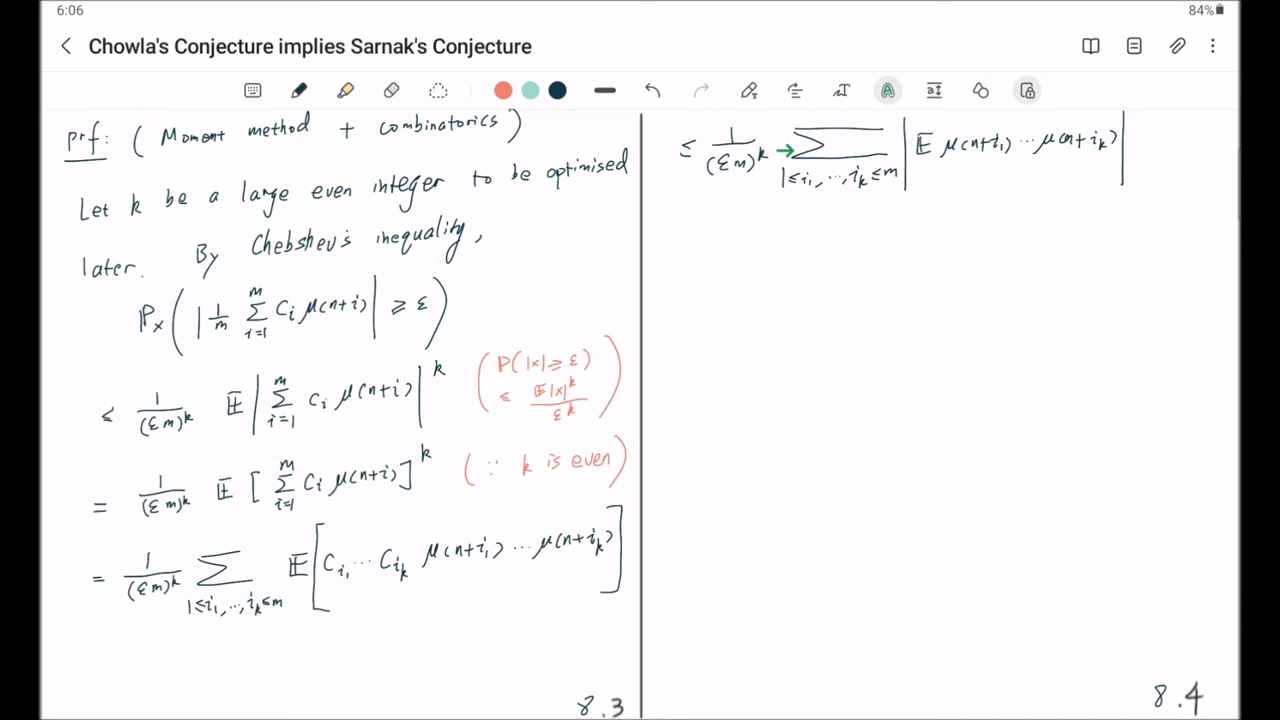 6:06
84%
Chowla's Conjecture implies Sarnak's Conjecture
prf: ( Moment method + combinatorics )
Let k be a large even integer to be optimised
later. By Chebshev's inequality,
ℙₓ( | 1/m Σ_{i=1}^{m} C_i μ(n+i) | ≥ ε )
≤ 1/(εm)^k 𝔼 | Σ_{i=1}^{m} C_i μ(n+i) |^k ( P(|x| ≥ ε) ≤ 𝔼|x|^k / ε^k )
= 1/(εm)^k 𝔼 [ Σ_{i=1}^{m} C_i μ(n+i) ]^k ( ∵ k is even )
= 1/(εm)^k Σ_{1≤i_1,…,i_k≤m} 𝔼 [ C_{i_1} … C_{i_k} μ(n+i_1) … μ(n+i_k) ]
8.3
≤ 1/(εm)^k → Σ_{1≤i_1,…,i_k≤m} | 𝔼 μ(n+i_1) … μ(n+i_k) |
8.4